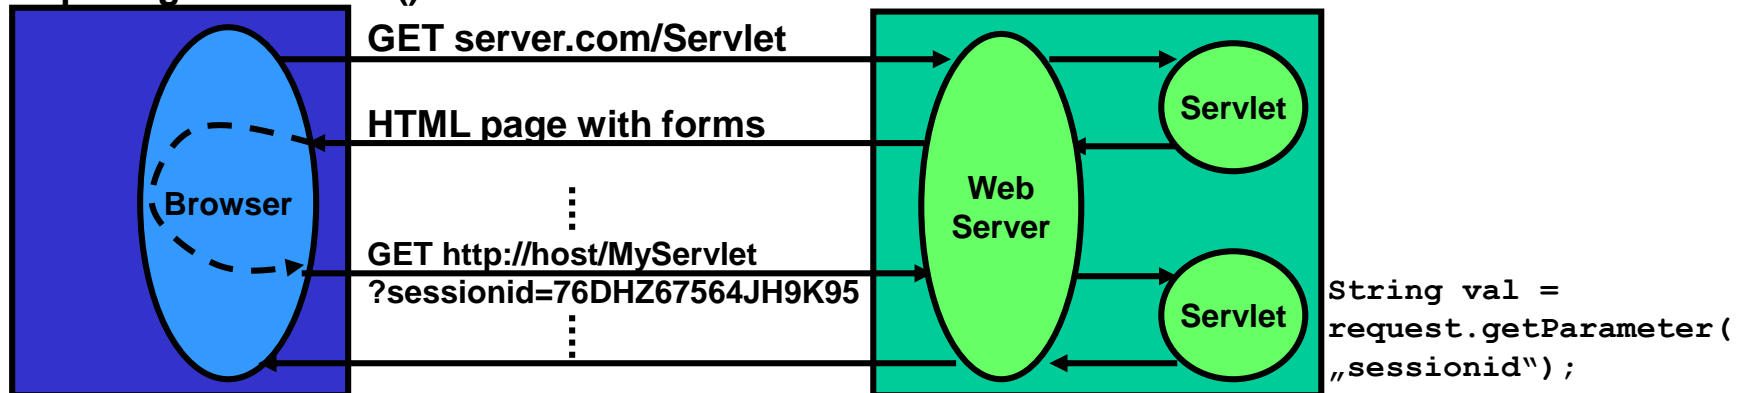 GET server.com/Servlet
Servlet
HTML page with forms
Browser
Web
Server
GET http://host/MyServlet
?sessionid=76DHZ67564JH9K95
Servlet
String val =
request.getParameter(
„sessionid“);